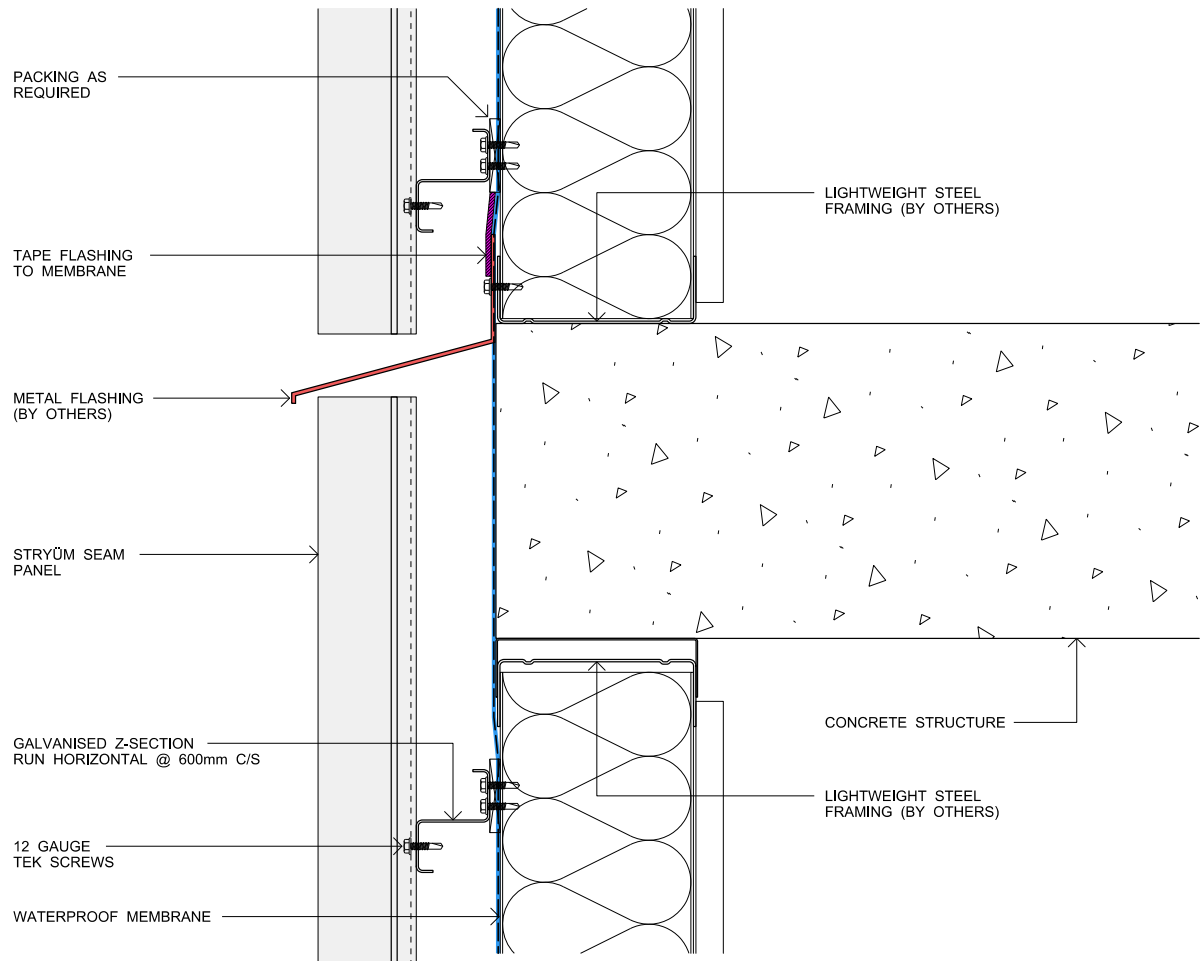 PACKING AS
REQUIRED
LIGHTWEIGHT STEEL
FRAMING (BY OTHERS)
TAPE FLASHING
TO MEMBRANE
METAL FLASHING
(BY OTHERS)
STRYÜM SEAM
PANEL
CONCRETE STRUCTURE
GALVANISED Z-SECTION
RUN HORIZONTAL @ 600mm C/S
LIGHTWEIGHT STEEL
FRAMING (BY OTHERS)
12 GAUGE
TEK SCREWS
WATERPROOF MEMBRANE